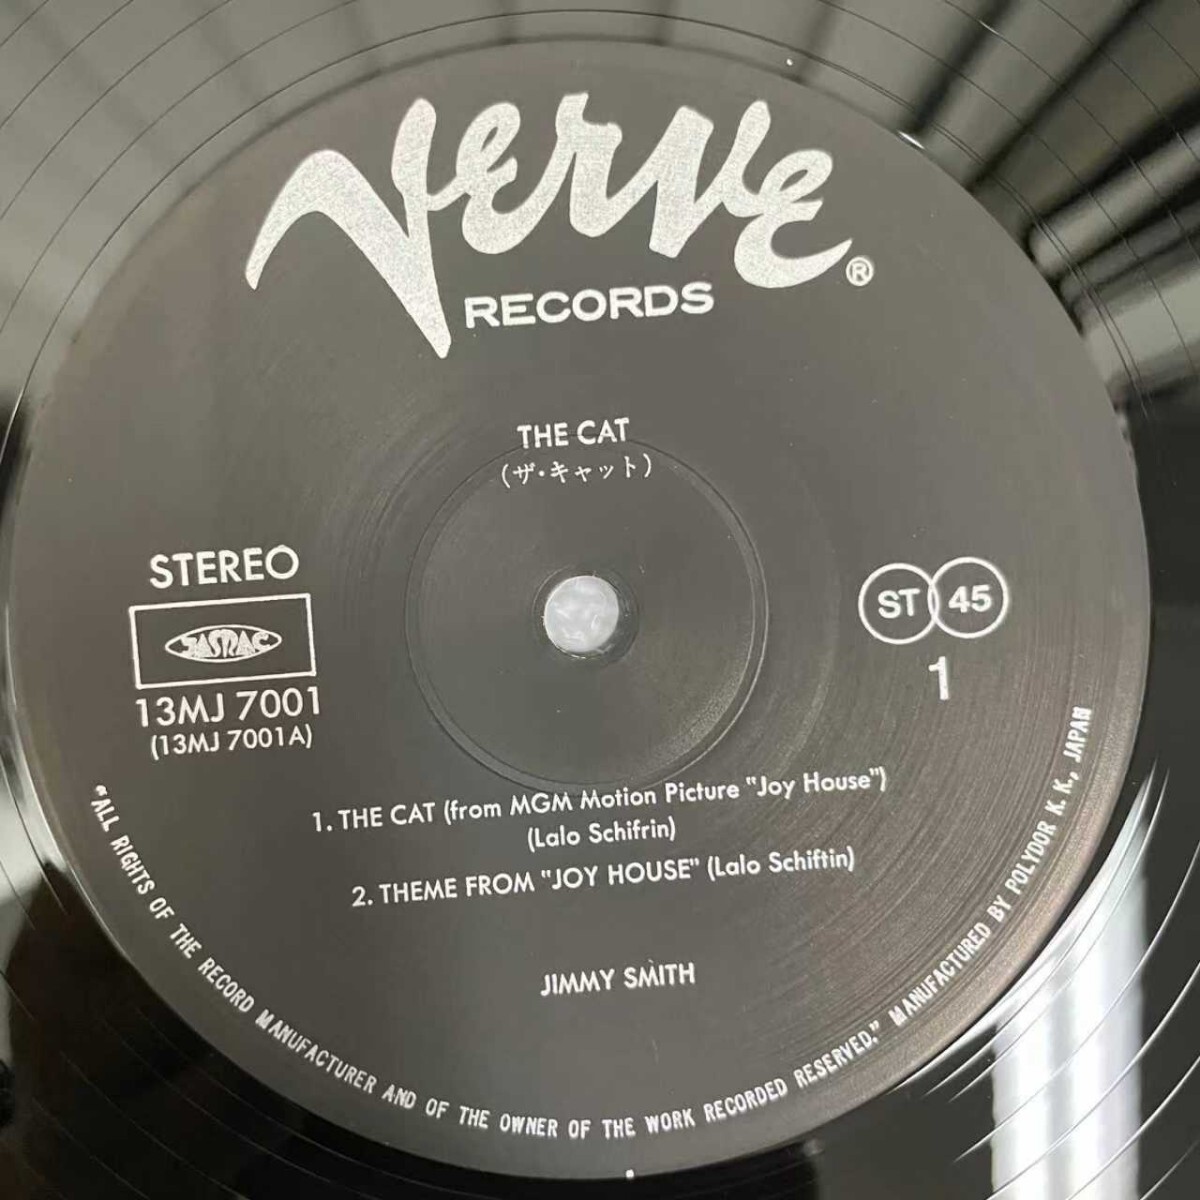 Verve®
RECORDS
THE CAT
(ザ・キャット)
STEREO
JASRAC
13MJ 7001
(13MJ 7001A)
ST 45
1
1. THE CAT (from MGM Motion Picture "Joy House")
(Lalo Schifrin)
2. THEME FROM "JOY HOUSE" (Lalo Schiftin)
JIMMY SMITH
"ALL RIGHTS OF THE RECORD MANUFACTURER AND OF THE OWNER OF THE WORK RECORDED RESERVED." MANUFACTURED BY POLYDOR K. K., JAPAN